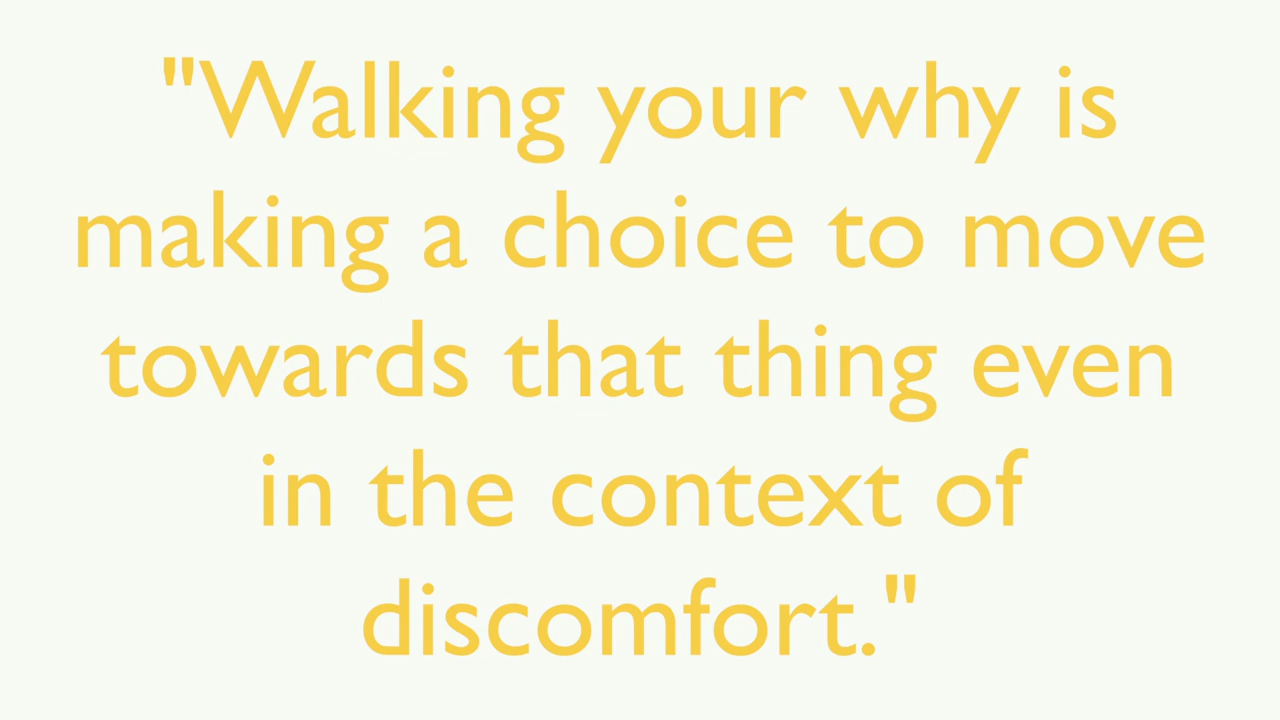 "Walking your why is
making a choice to move
towards that thing even
in the context of
discomfort."